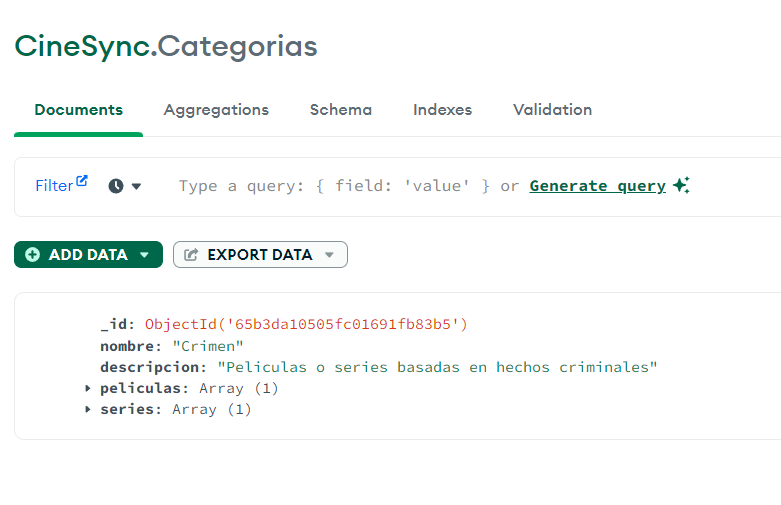 CineSync.Categorias
Documents Aggregations Schema Indexes Validation
Filter Type a query: { field: 'value' } or Generate query
ADD DATA EXPORT DATA
_id: ObjectId('65b3da10505fc01691fb83b5')
nombre: "Crimen"
descripcion: "Peliculas o series basadas en hechos criminales"
peliculas: Array (1)
series: Array (1)